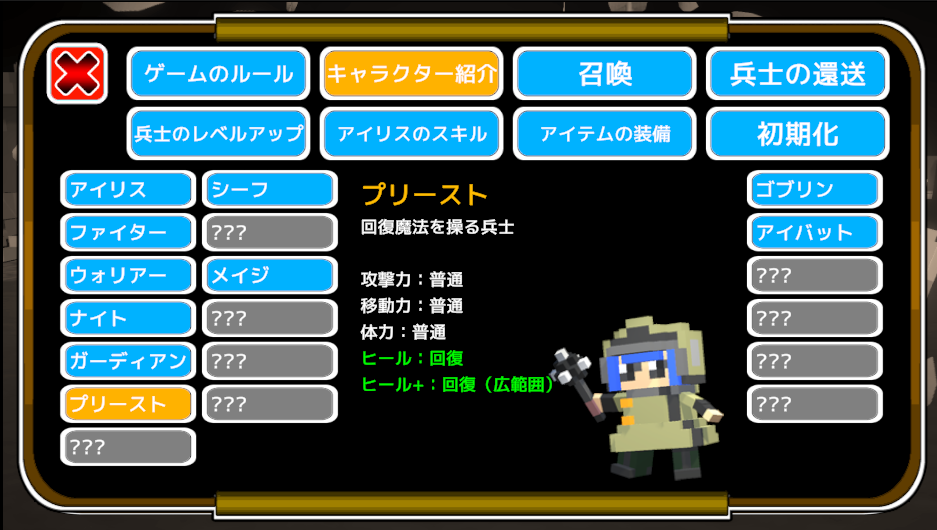 ゲームのルール
キャラクター紹介
召喚
兵士の還送
兵士のレベルアップ
アイリスのスキル
アイテムの装備
初期化
アイリス
シーフ
ファイター
???
ウォリアー
メイジ
ナイト
???
ガーディアン
???
プリースト
???
???
プリースト
回復魔法を操る兵士
攻撃力：普通
移動力：普通
体力：普通
ヒール：回復
ヒール+：回復（広範囲）
ゴブリン
アイバット
???
???
???
???